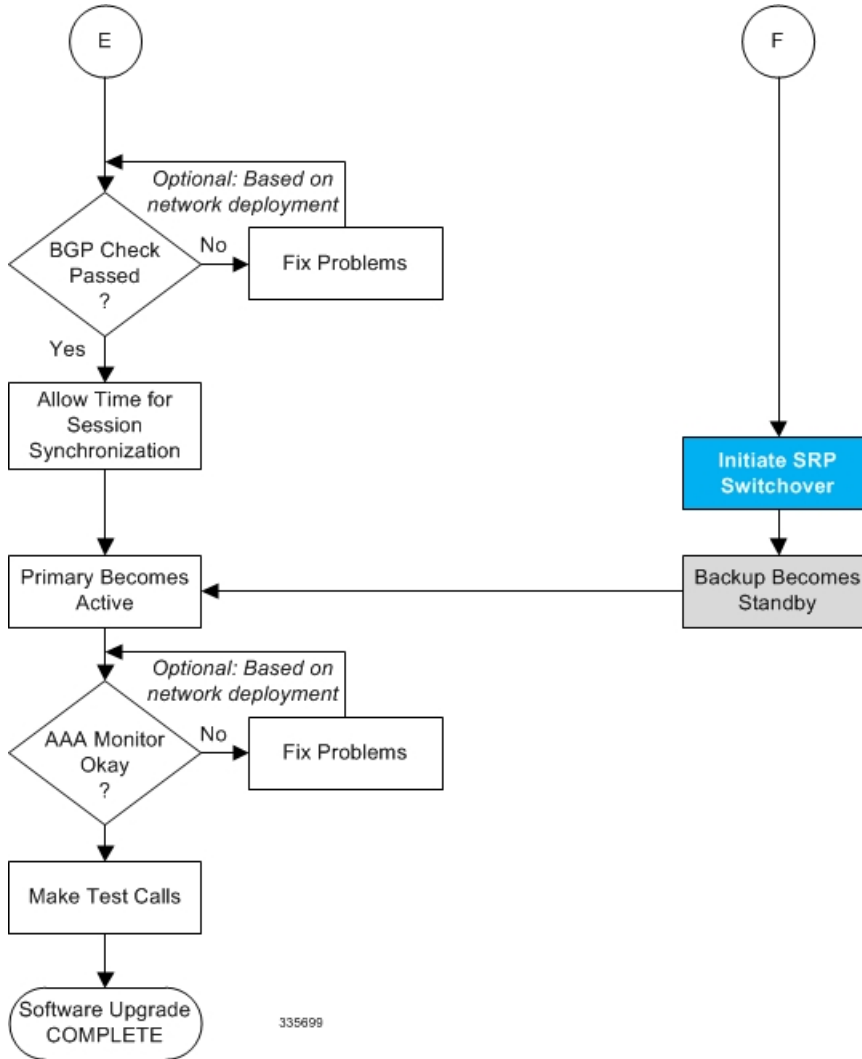 E
F
Optional: Based on
network deployment
BGP Check
Passed
?
No
Fix Problems
Yes
Allow Time for
Session
Synchronization
Initiate SRP
Switchover
Primary Becomes
Active
Backup Becomes
Standby
Optional: Based on
network deployment
AAA Monitor
Okay
?
No
Fix Problems
Make Test Calls
Software Upgrade
COMPLETE
335699